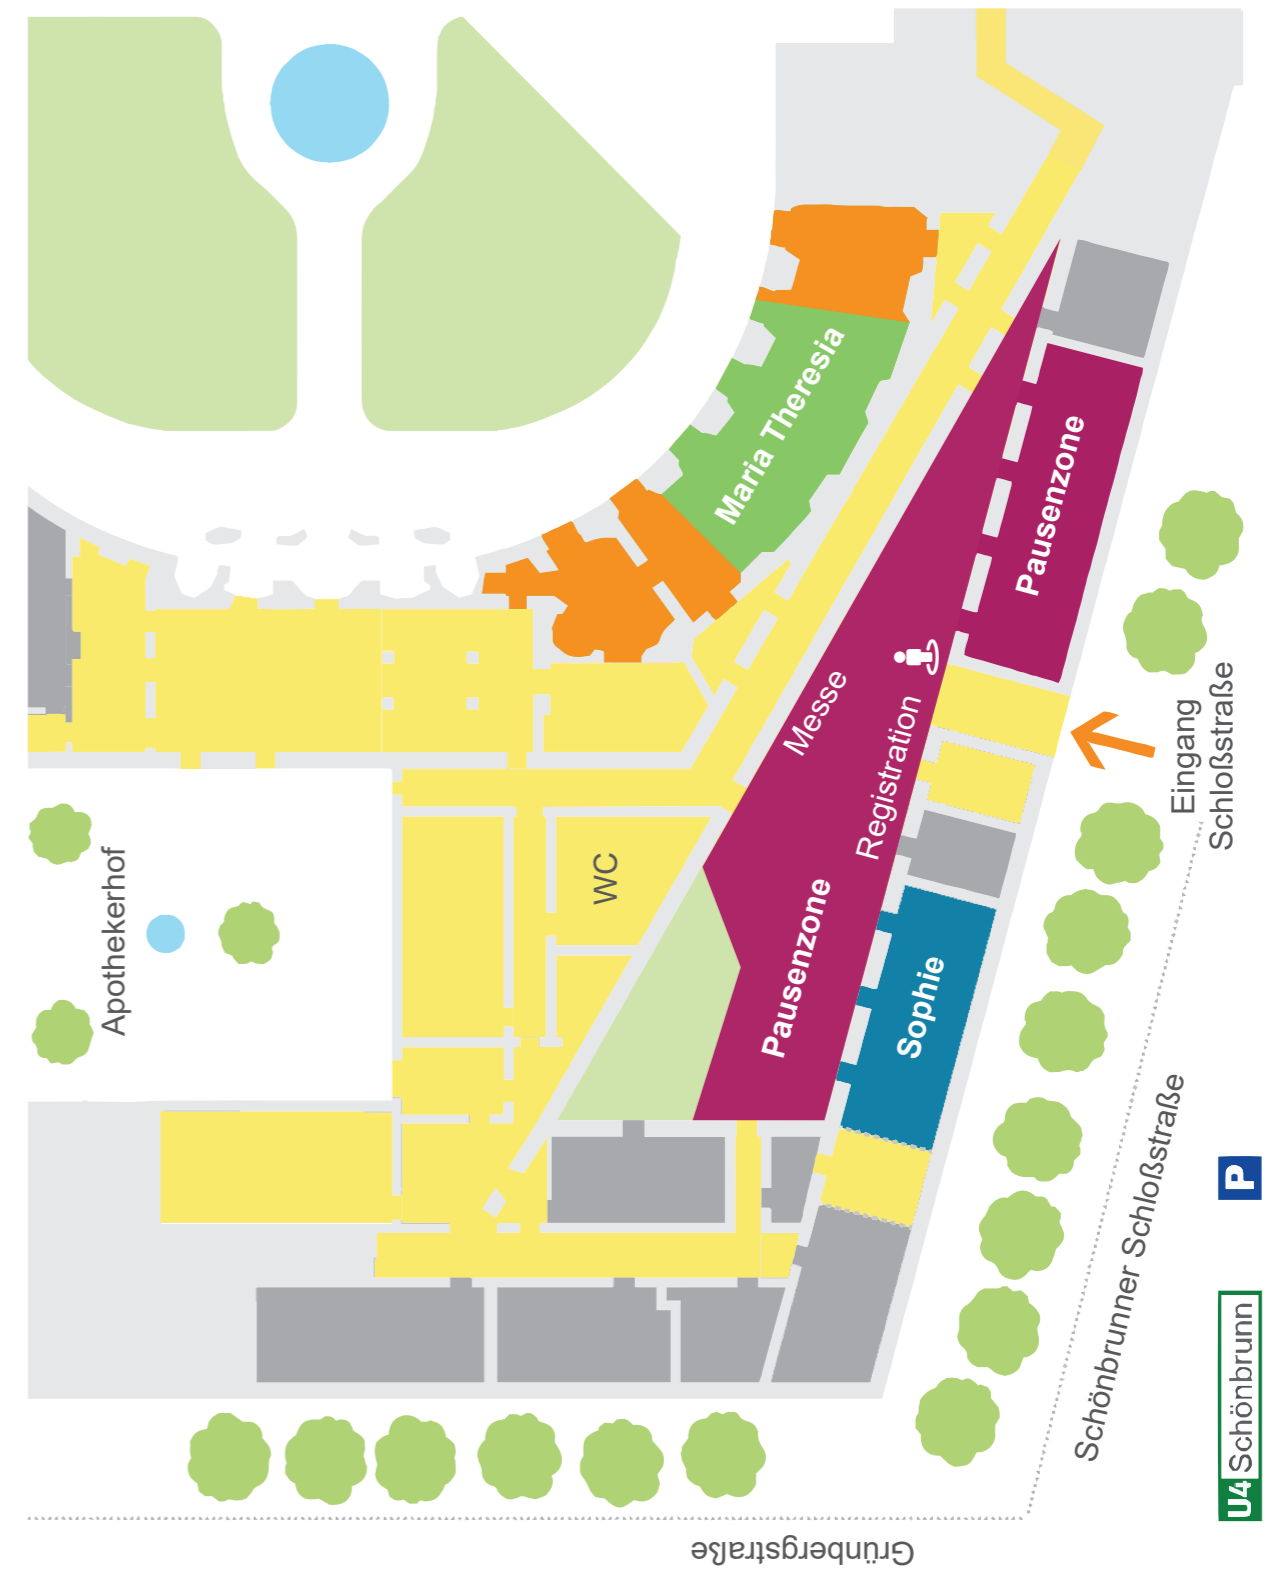 Maria Theresia
Pausenzone
Messe
Registration
Eingang
Schloßstraße
WC
Apothekerhof
Pausenzone
Sophie
Schönbrunner Schloßstraße
P
U4 Schönbrunn
Grünbergstraße